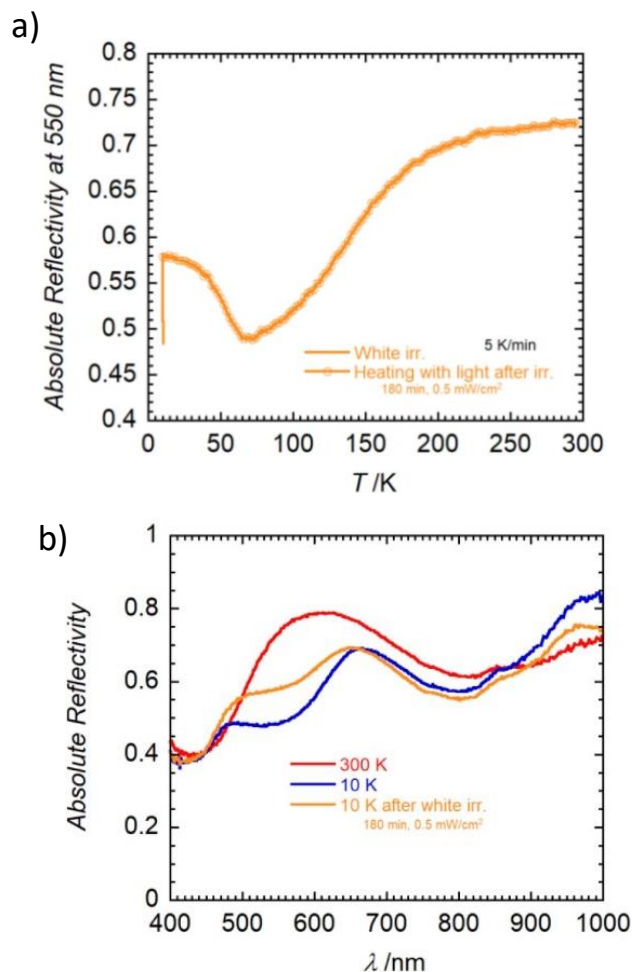 a)
Absolute Reflectivity at 550 nm
0.8
0.75
0.7
0.65
0.6
0.55
0.5
0.45
0.4
White irr.
5 K/min
Heating with light after irr.
180 min, 0.5 mW/cm²
0 50 100 150 200 250 300
T /K
b)
Absolute Reflectivity
1
0.8
0.6
0.4
0.2
0
300 K
10 K
10 K after white irr.
180 min, 0.5 mW/cm²
400 500 600 700 800 900 1000
λ /nm